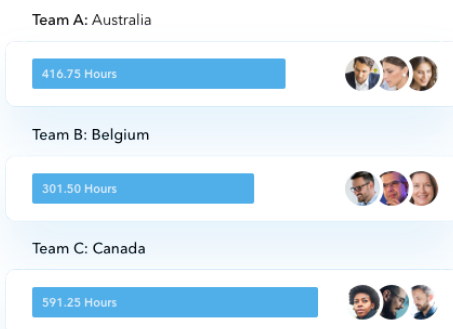 Team A: Australia
416.75 Hours
Team B: Belgium
301.50 Hours
Team C: Canada
591.25 Hours